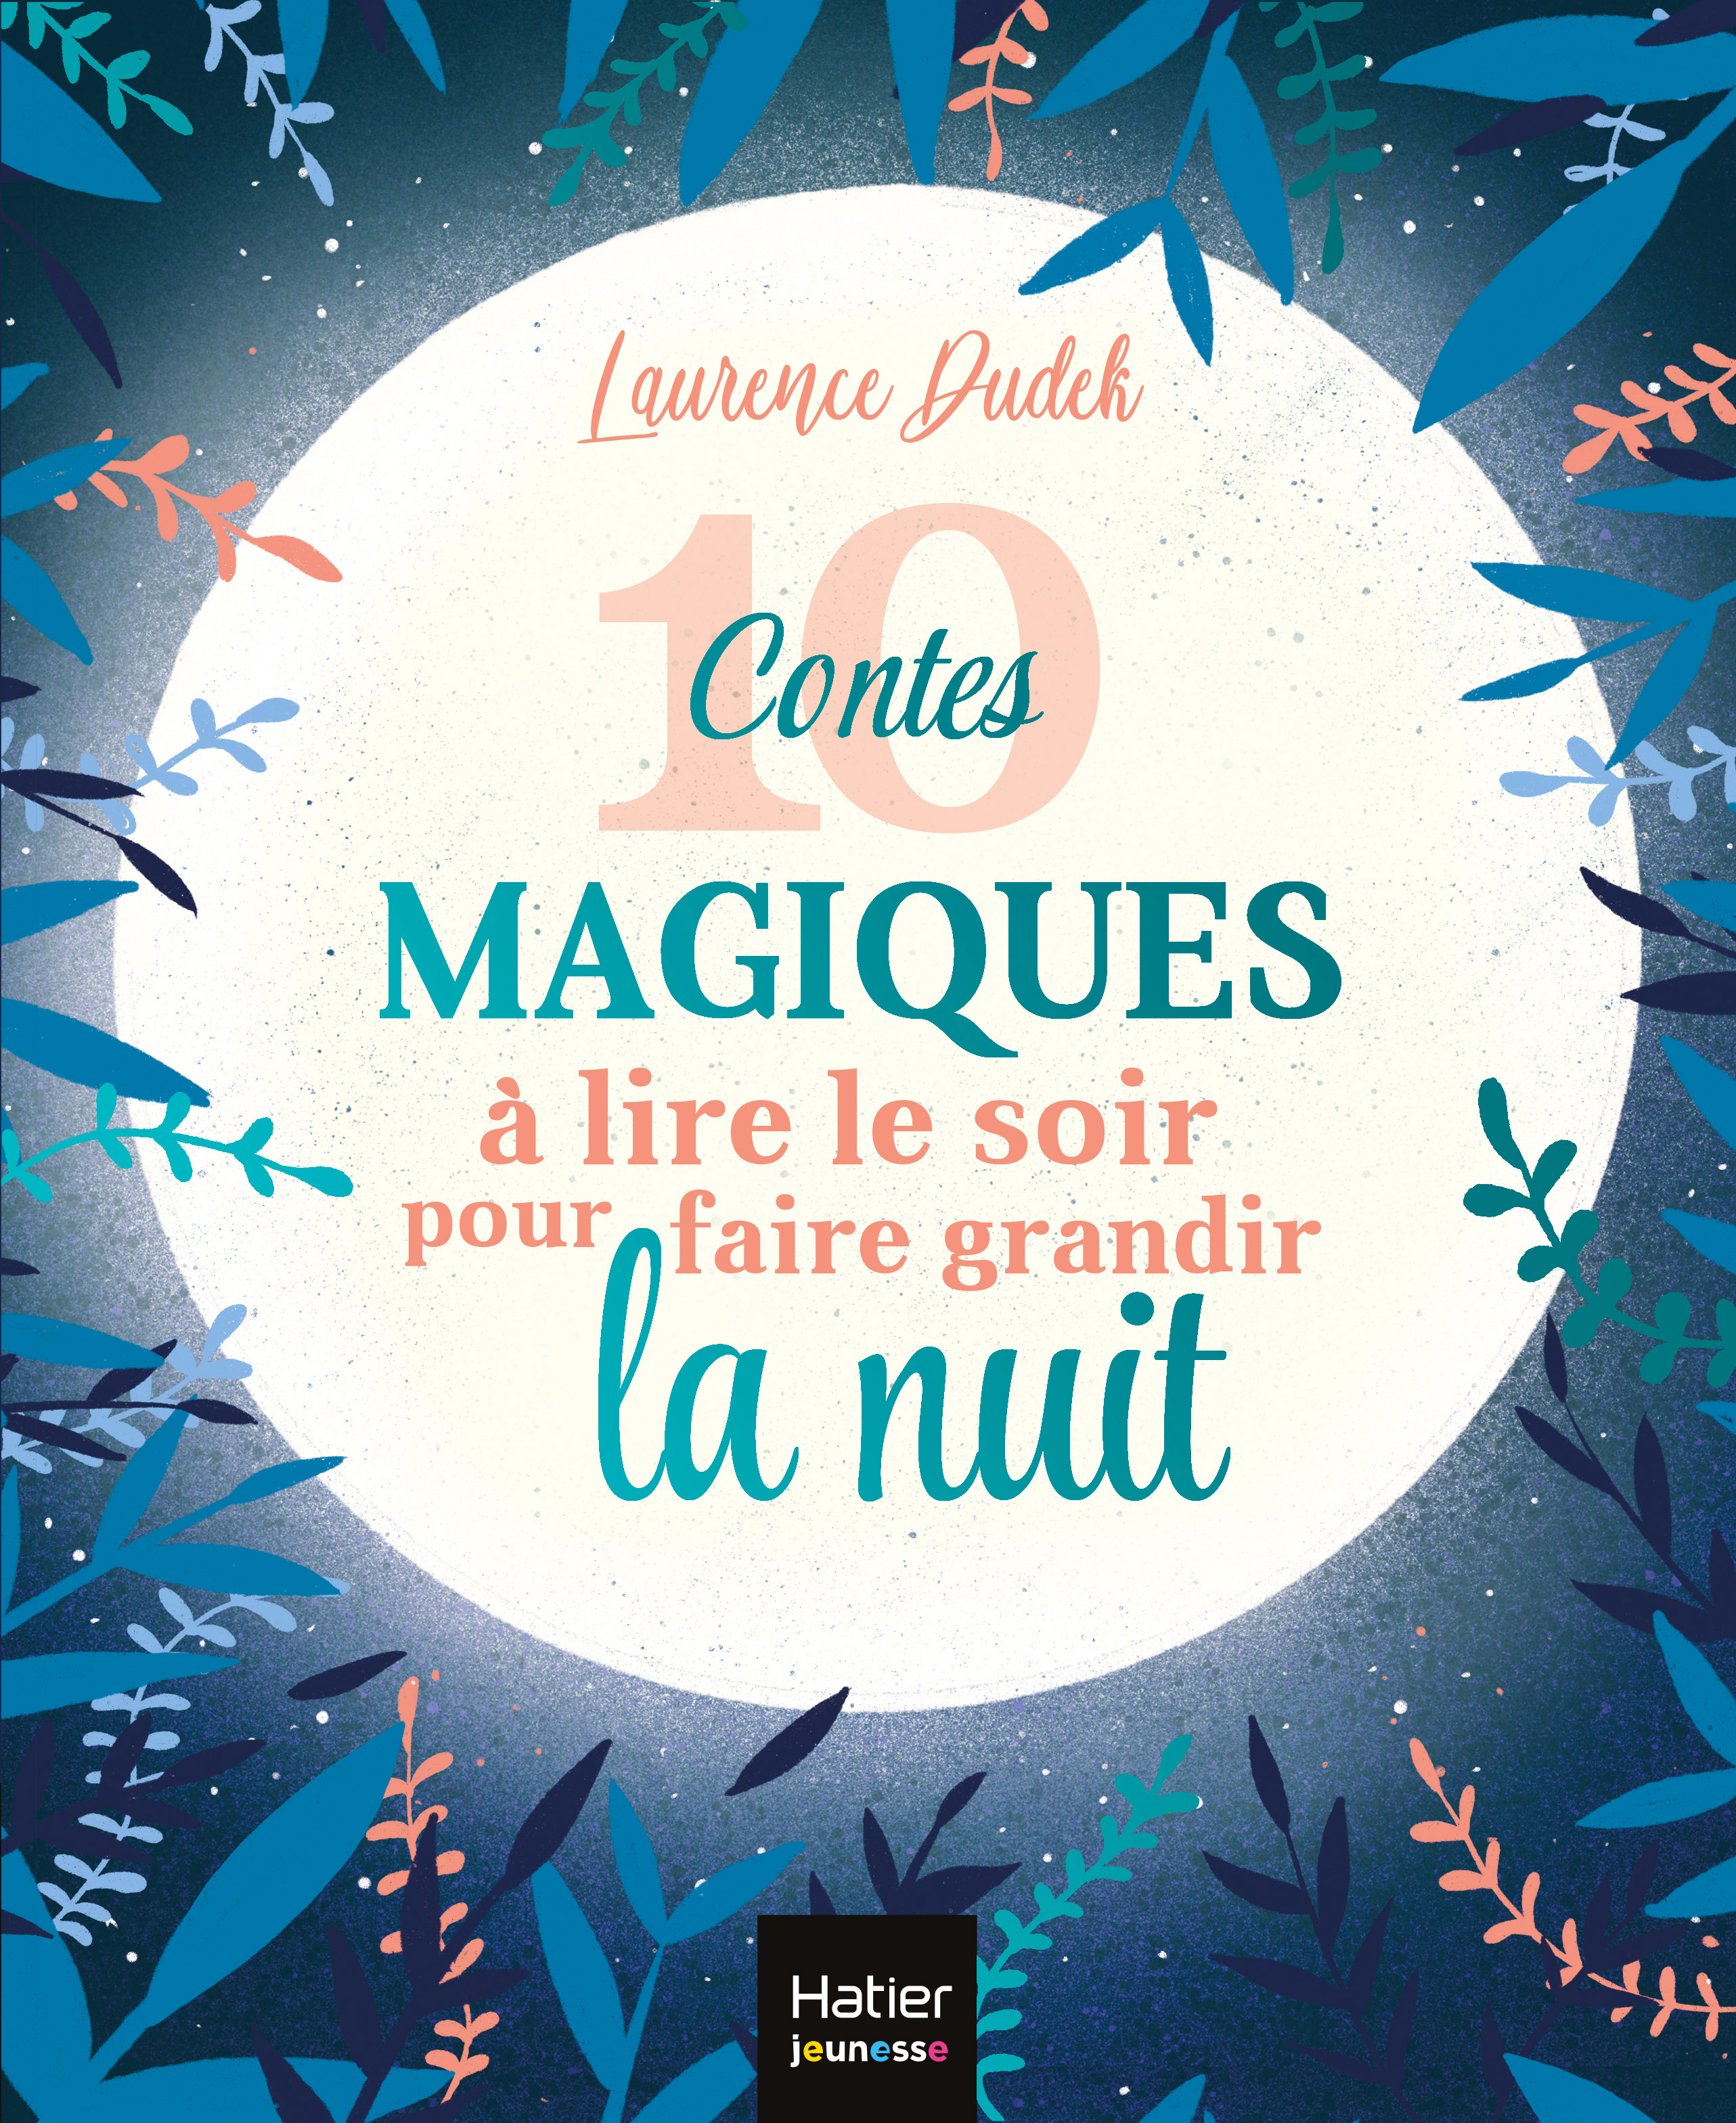 Laurence Dudek
10
Contes
MAGIQUES
à lire le soir
pour faire grandir
la nuit
Hatier
jeunesse